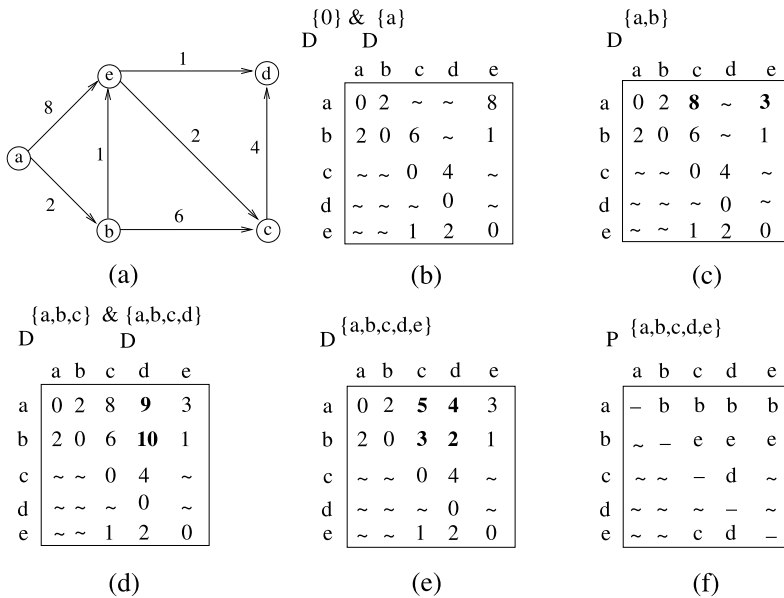 {0} & {a}
D D
a b c d e
a 0 2 ~ ~ 8
b 2 0 6 ~ 1
c ~ ~ 0 4 ~
d ~ ~ ~ 0 ~
e ~ ~ 1 2 0
(b)
{a,b}
D
a b c d e
a 0 2 8 ~ 3
b 2 0 6 ~ 1
c ~ ~ 0 4 ~
d ~ ~ ~ 0 ~
e ~ ~ 1 2 0
(c)
1
e d
8
2
a 1 4
2
6
b c
(a)
{a,b,c} & {a,b,c,d}
D D
a b c d e
a 0 2 8 9 3
b 2 0 6 10 1
c ~ ~ 0 4 ~
d ~ ~ ~ 0 ~
e ~ ~ 1 2 0
(d)
{a,b,c,d,e}
D
a b c d e
a 0 2 5 4 3
b 2 0 3 2 1
c ~ ~ 0 4 ~
d ~ ~ ~ 0 ~
e ~ ~ 1 2 0
(e)
{a,b,c,d,e}
P
a b c d e
a – b b b b
b ~ – e e e
c ~ ~ – d ~
d ~ ~ ~ – ~
e ~ ~ c d –
(f)